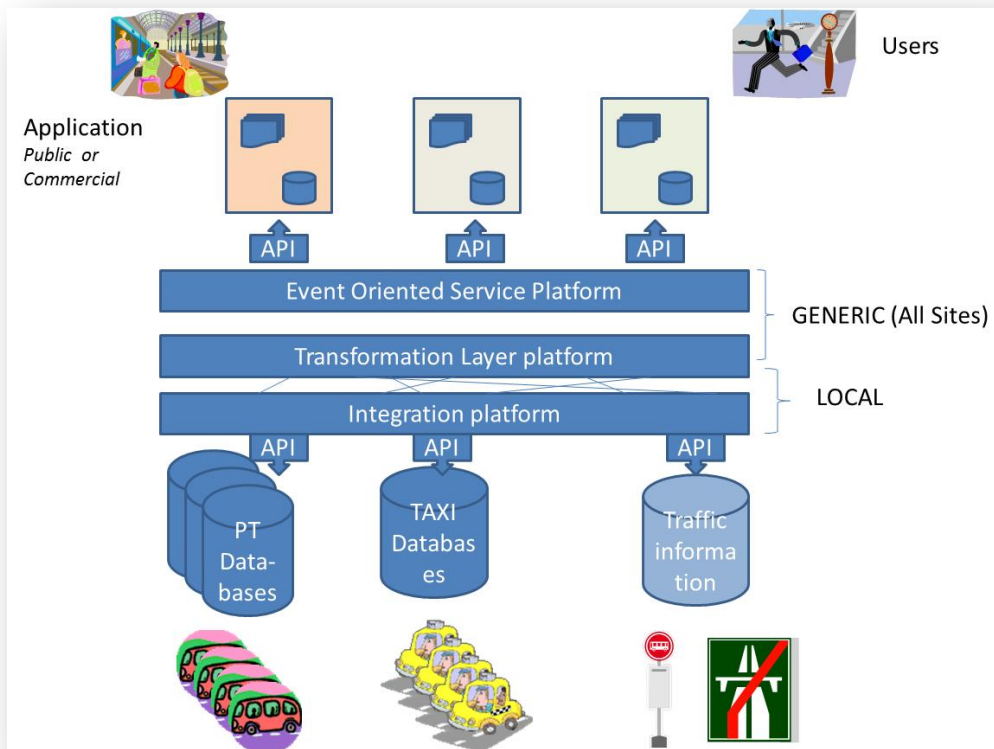 Users
Application
Public or
Commercial
API
API
API
Event Oriented Service Platform
GENERIC (All Sites)
Transformation Layer platform
LOCAL
Integration platform
API
API
API
PT
Data-
bases
TAXI
Databas
es
Traffic
informa
tion